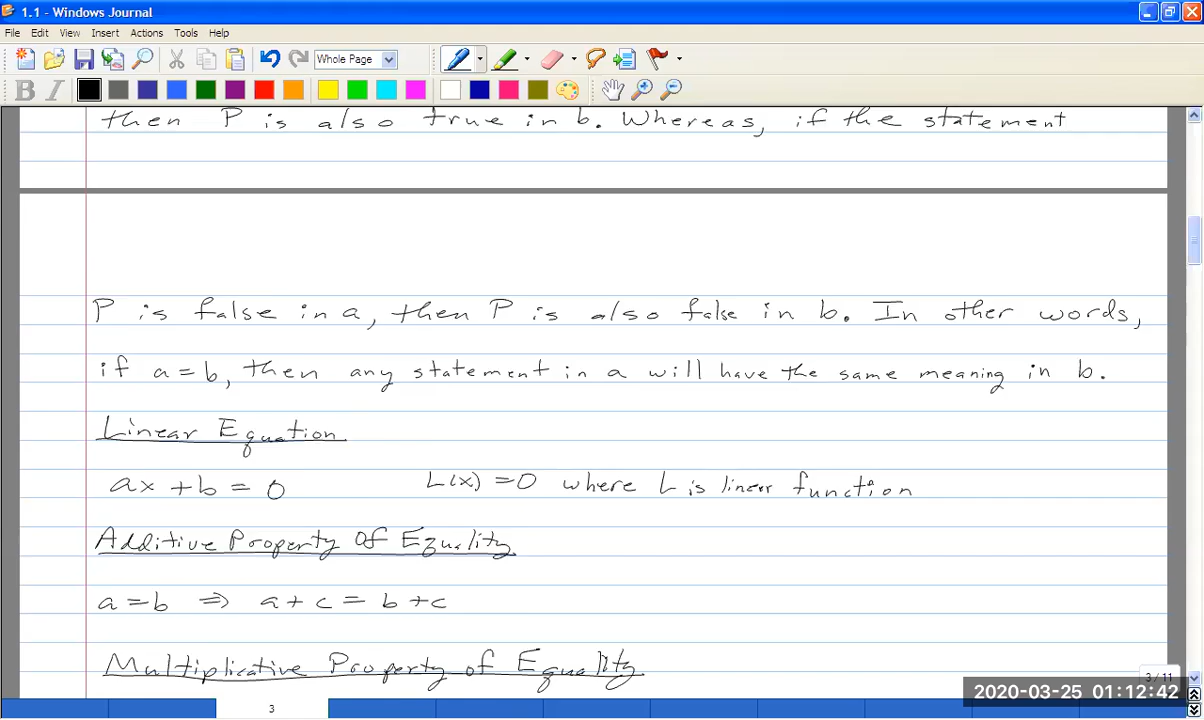 1.1 - Windows Journal
File Edit View Insert Actions Tools Help
Whole Page
B I
then P is also true in b. Whereas, if the statement
P is false in a, then P is also false in b. In other words,
if a = b, then any statement in a will have the same meaning in b.
Linear Equation
ax + b = 0 L(x) = 0 where L is linear function
Additive Property Of Equality
a = b ⇒ a + c = b + c
Multiplicative Property of Equality
3 / 11
2020-03-25 01:12:42
3